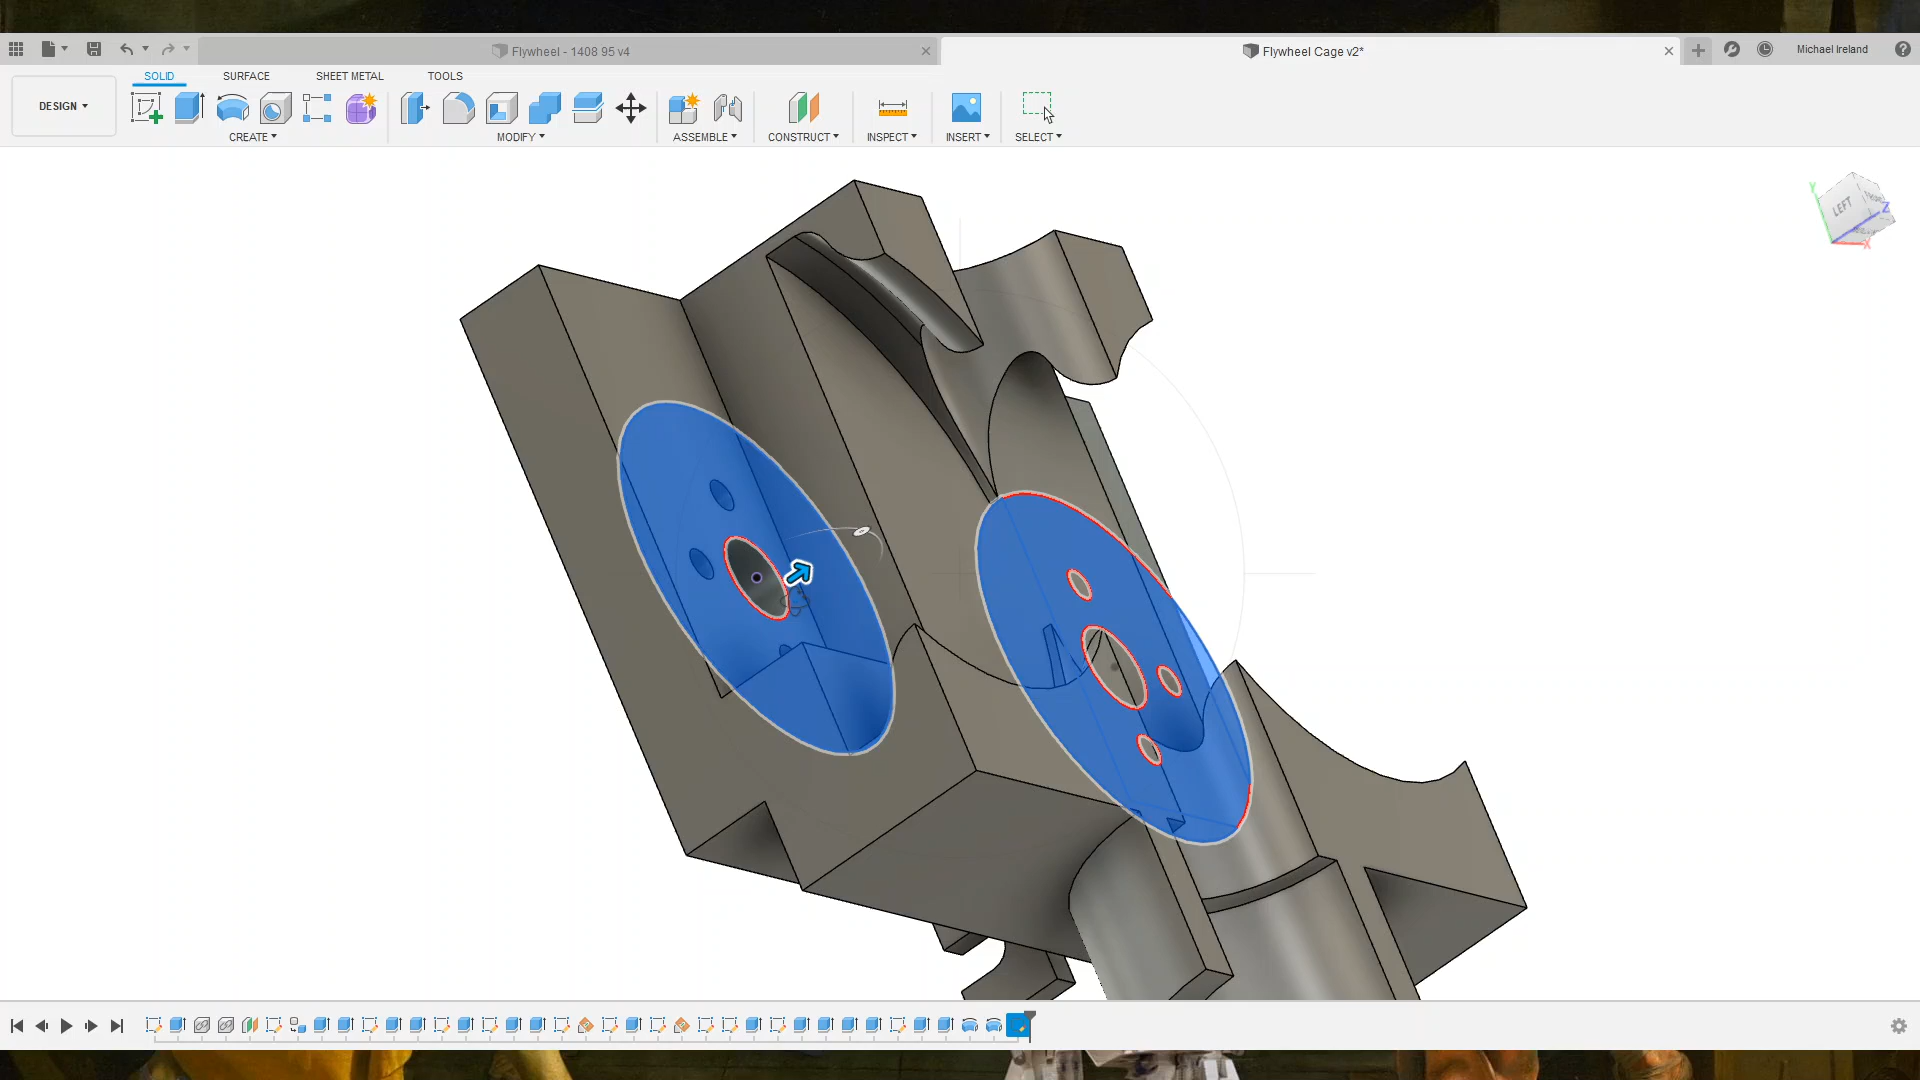 Flywheel - 1408 95 v4
Flywheel Cage v2*
Michael Ireland
SOLID
SURFACE
SHEET METAL
TOOLS
DESIGN
CREATE
MODIFY
ASSEMBLE
CONSTRUCT
INSPECT
INSERT
SELECT
Y
LEFT
Z
X